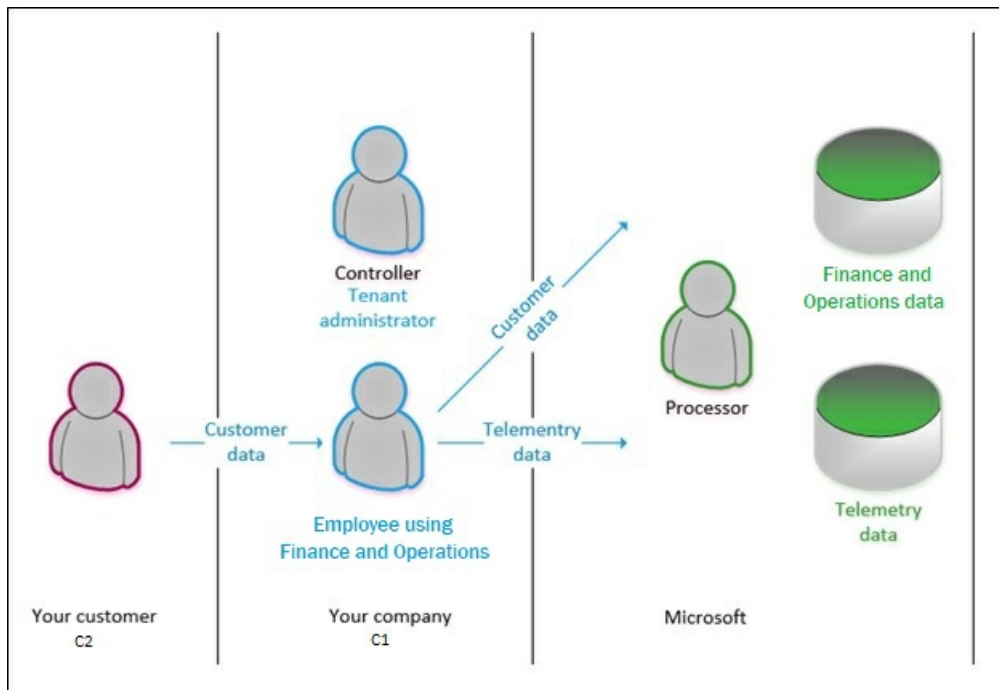 Controller
Tenant
administrator
Customer
data
Finance and
Operations data
Processor
Customer
data
Telementry
data
Employee using
Finance and Operations
Telemetry
data
Your customer
C2
Your company
C1
Microsoft